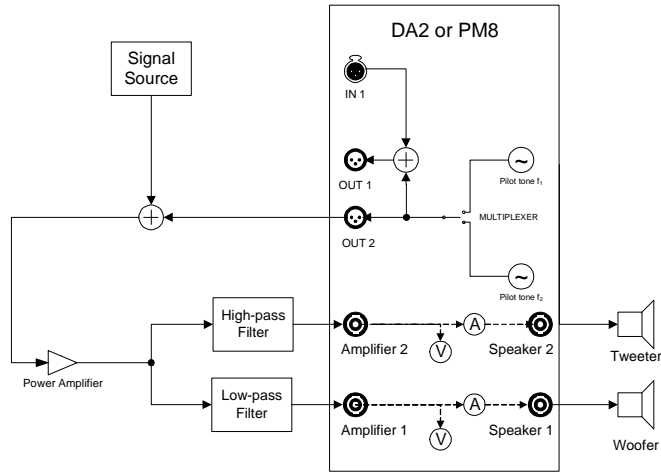 DA2 or PM8
Signal
Source
IN 1
~
Pilot tone f₁
OUT 1
MULTIPLEXER
OUT 2
~
Pilot tone f₂
High-pass
Filter
A
Amplifier 2
V
Speaker 2
Tweeter
Power Amplifier
Low-pass
Filter
A
Amplifier 1
V
Speaker 1
Woofer